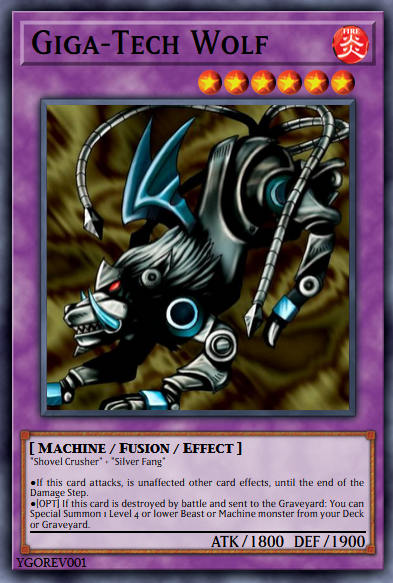 GIGA-TECH WOLF
FIRE
炎
[ MACHINE / FUSION / EFFECT ]
"Shovel Crusher" + "Silver Fang"
●If this card attacks, is unaffected other card effects, until the end of the
Damage Step.
●[OPT] If this card is destroyed by battle and sent to the Graveyard: You can
Special Summon 1 Level 4 or lower Beast or Machine monster from your Deck
or Graveyard.
ATK/1800 DEF/1900
YGOREV001